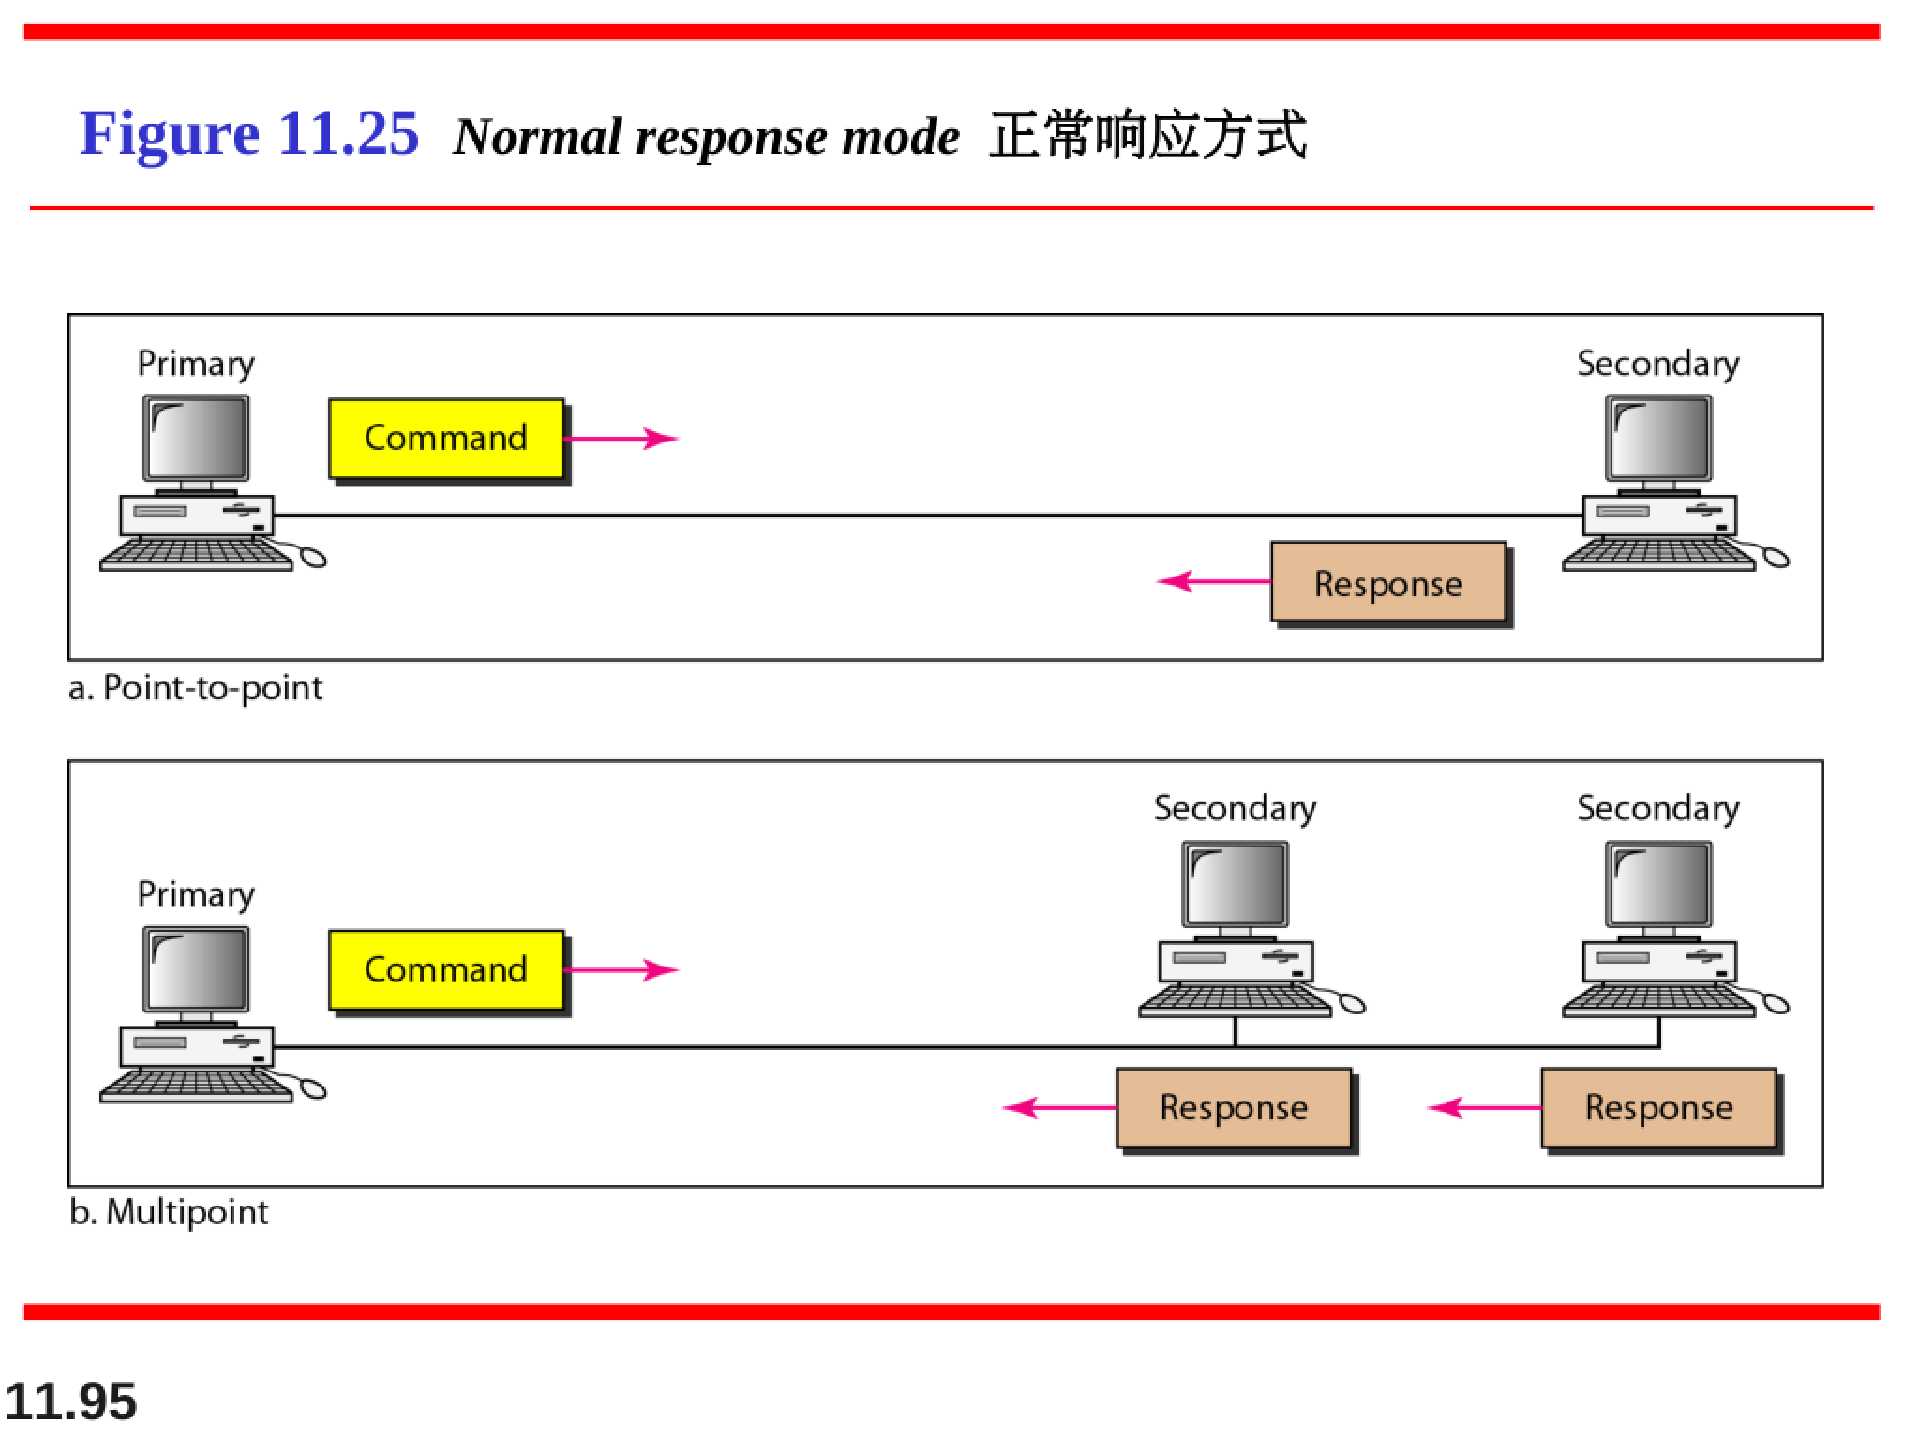 Figure 11.25 Normal response mode 正常响应方式
Primary
Secondary
Command
Response
a. Point-to-point
Secondary
Secondary
Primary
Command
Response
Response
b. Multipoint
11.95